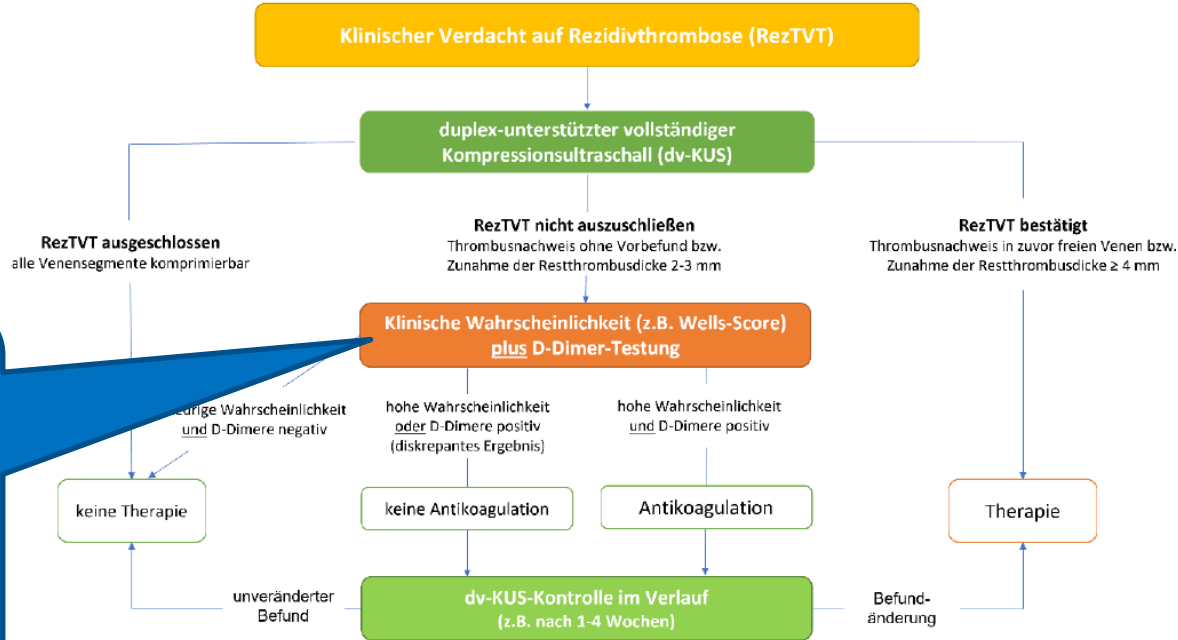 Klinischer Verdacht auf Rezidivthrombose (RezTVT)
duplex-unterstützter vollständiger
Kompressionsultraschall (dv-KUS)
RezTVT ausgeschlossen
alle Venensegmente komprimierbar
RezTVT nicht auszuschließen
Thrombusnachweis ohne Vorbefund bzw.
Zunahme der Restthrombusdicke 2-3 mm
RezTVT bestätigt
Thrombusnachweis in zuvor freien Venen bzw.
Zunahme der Restthrombusdicke ≥ 4 mm
Klinische Wahrscheinlichkeit (z.B. Wells-Score)
plus D-Dimer-Testung
Wahrscheinlichkeit
und D-Dimere negativ
hohe Wahrscheinlichkeit
oder D-Dimere positiv
(diskrepantes Ergebnis)
hohe Wahrscheinlichkeit
und D-Dimere positiv
keine Therapie
keine Antikoagulation
Antikoagulation
Therapie
unveränderter
Befund
dv-KUS-Kontrolle im Verlauf
(z.B. nach 1-4 Wochen)
Befund-
änderung